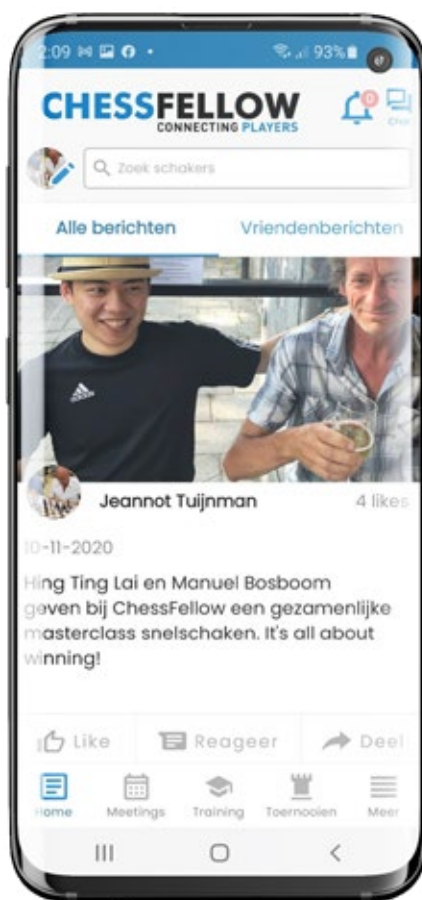 2:09
93%
CHESSFELLOW
CONNECTING PLAYERS
0
Chat
Zoek schakers
Alle berichten
Vriendenberichten
Jeannot Tuijnman
4 likes
10-11-2020
Hing Ting Lai en Manuel Bosboom
geven bij ChessFellow een gezamenlijke
masterclass snelschaken. It's all about
winning!
Like
Reageer
Deel
Home
Meetings
Training
Toernooien
Meer